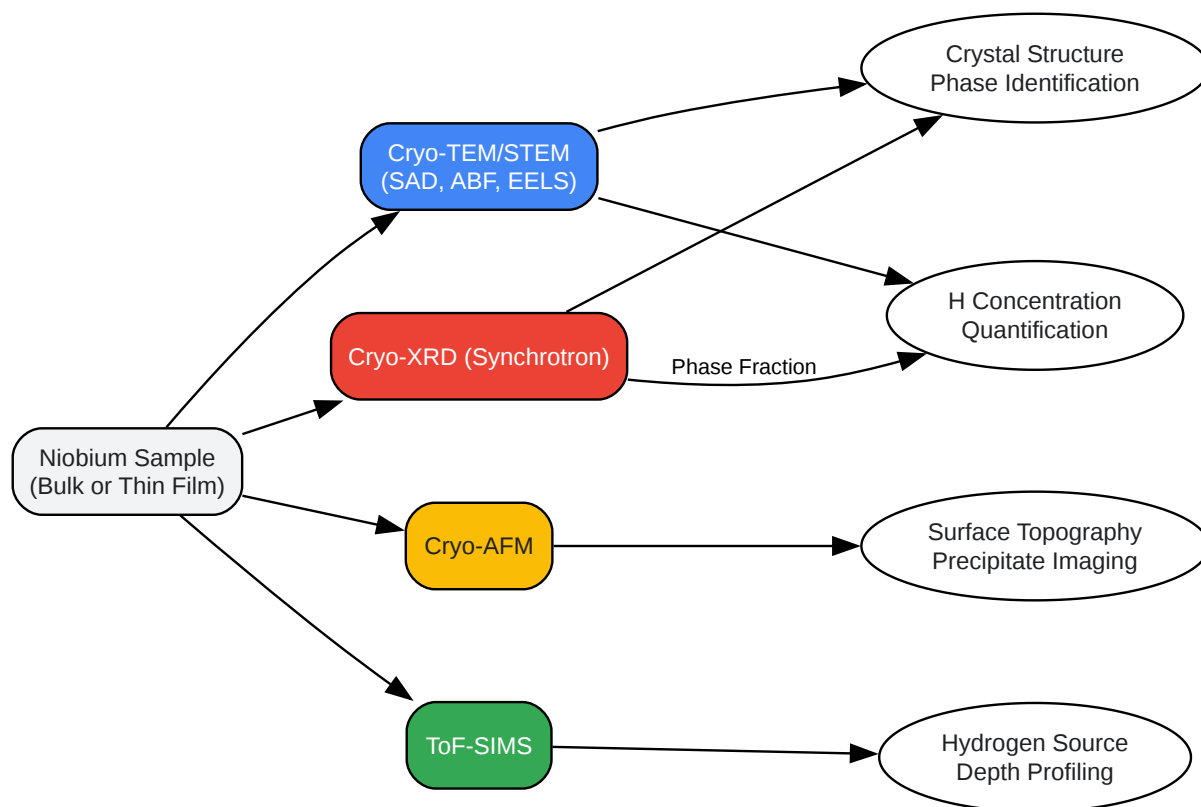 Crystal Structure
Phase Identification
Cryo-TEM/STEM
(SAD, ABF, EELS)
H Concentration
Quantification
Cryo-XRD (Synchrotron)
Phase Fraction
Niobium Sample
(Bulk or Thin Film)
Cryo-AFM
Surface Topography
Precipitate Imaging
ToF-SIMS
Hydrogen Source
Depth Profiling